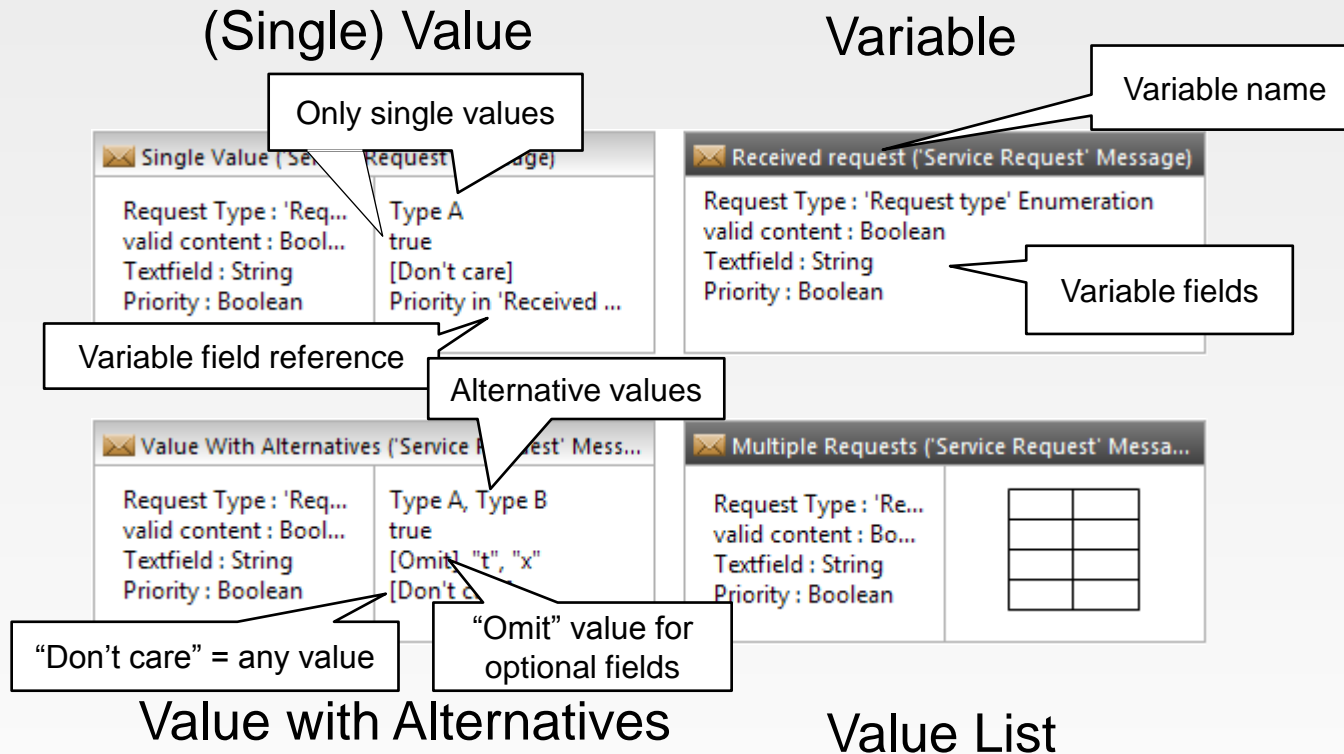 (Single) Value
Variable
Only single values
Variable name
Single Value ('Ser Request age)
Request Type : 'Req... Type A
valid content : Bool... true
Textfield : String [Don't care]
Priority : Boolean Priority in 'Received ...
Variable field reference
Received request ('Service Request' Message)
Request Type : 'Request type' Enumeration
valid content : Boolean
Textfield : String
Priority : Boolean
Variable fields
Alternative values
Value With Alternatives ('Service R est' Mess...
Request Type : 'Req... Type A, Type B
valid content : Bool... true
Textfield : String [Omit], "t", "x"
Priority : Boolean [Don't c
“Don’t care” = any value
“Omit” value for
optional fields
Multiple Requests ('Service Request' Messa...
Request Type : 'Re...
valid content : Bo...
Textfield : String
Priority : Boolean
Value with Alternatives
Value List